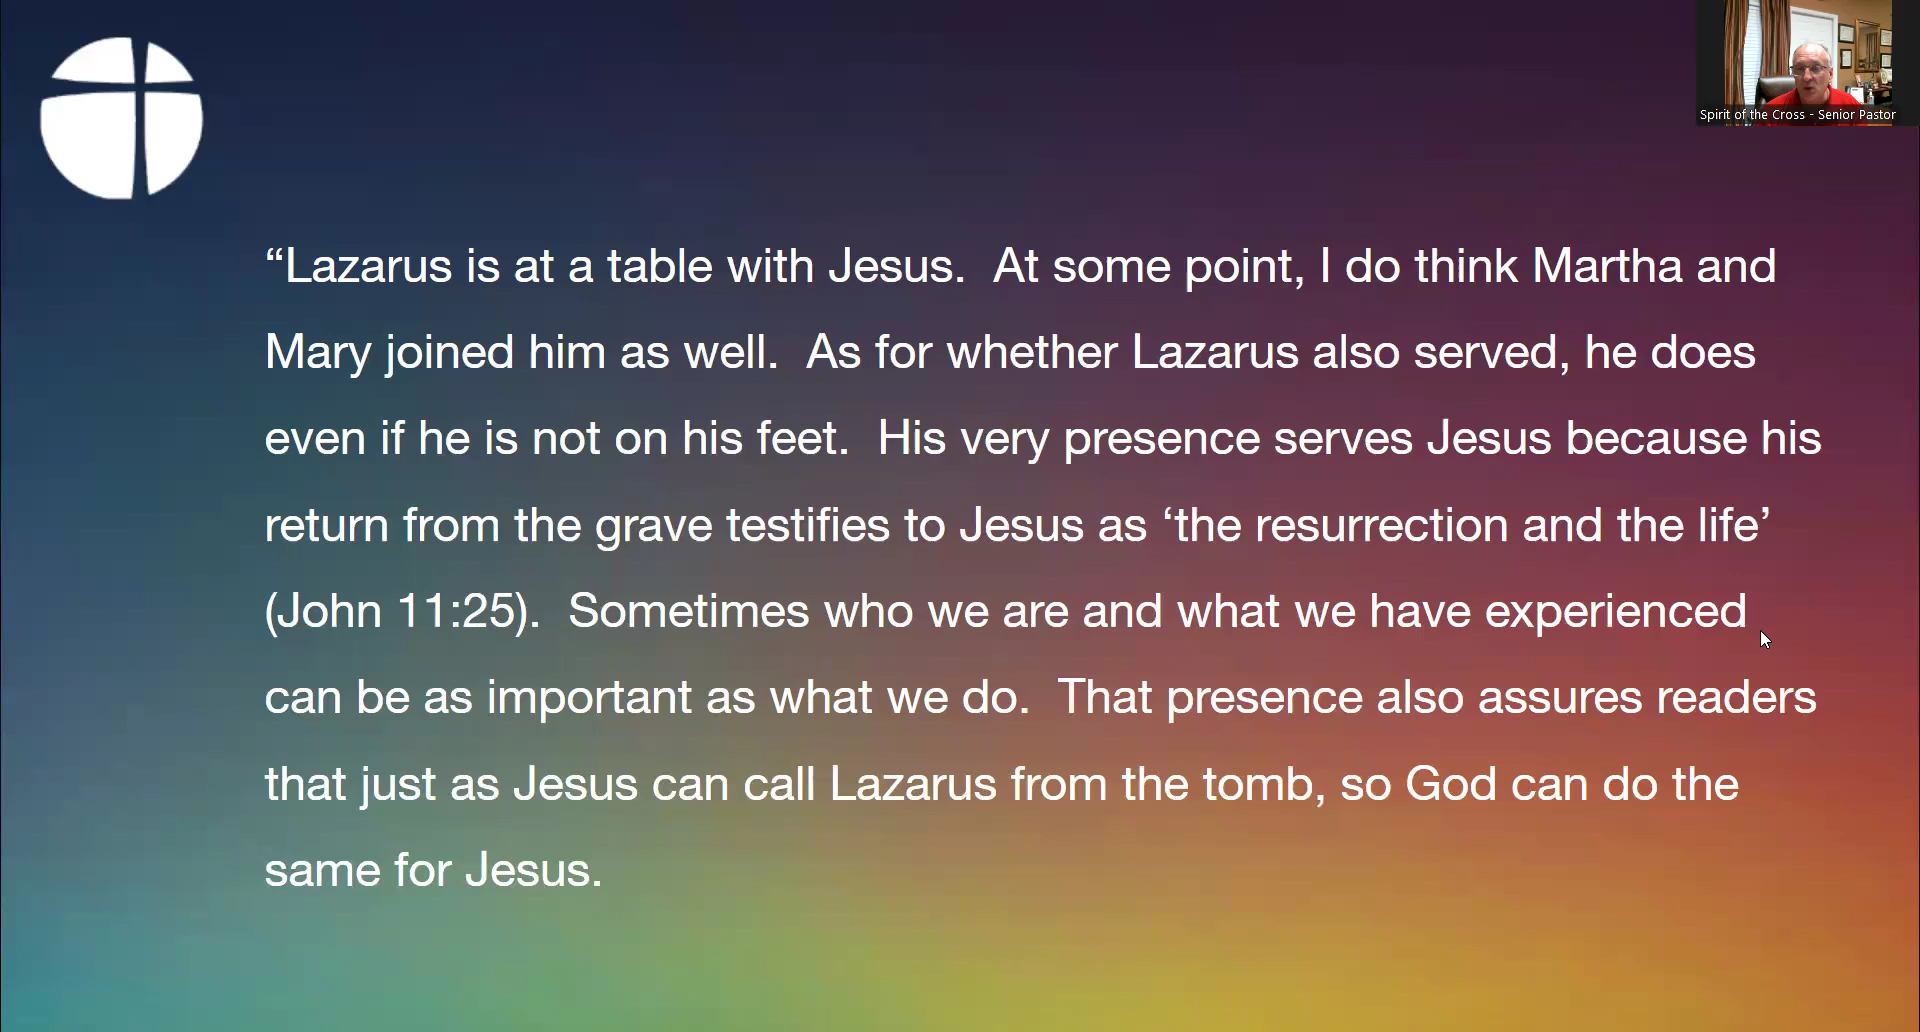 Spirit of the Cross - Senior Pastor
“Lazarus is at a table with Jesus.  At some point, I do think Martha and
Mary joined him as well.  As for whether Lazarus also served, he does
even if he is not on his feet.  His very presence serves Jesus because his
return from the grave testifies to Jesus as ‘the resurrection and the life’
(John 11:25).  Sometimes who we are and what we have experienced
can be as important as what we do.  That presence also assures readers
that just as Jesus can call Lazarus from the tomb, so God can do the
same for Jesus.